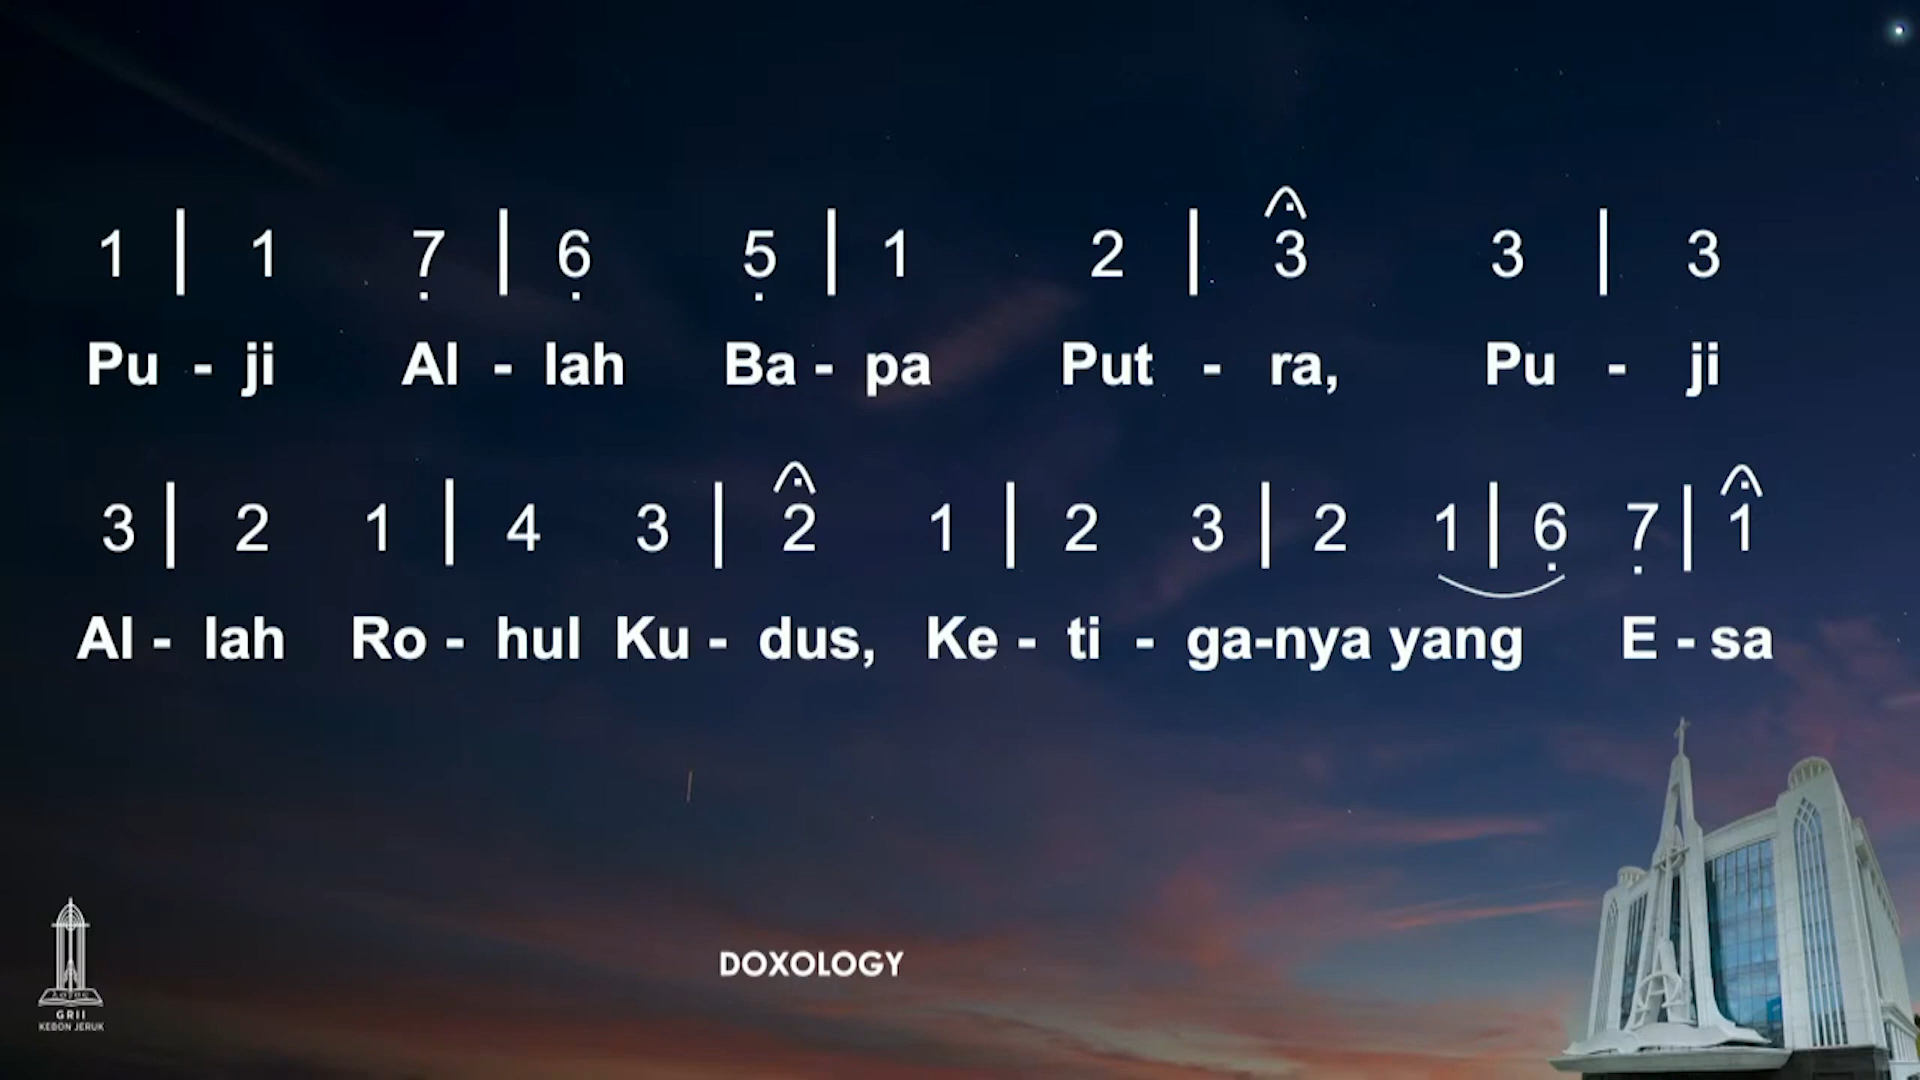 1 | 1 7̣ | 6̣ 5̣ | 1 2 | 3̑ 3 | 3
Pu - ji Al - lah Ba - pa Put - ra, Pu - ji
3 | 2 1 | 4 3 | 2̑ 1 | 2 3 | 2 1 | 6̣ 7̣ | 1̑
Al - lah Ro - hul Ku - dus, Ke - ti - ga-nya yang E - sa
DOXOLOGY
GRII
KEBON JERUK